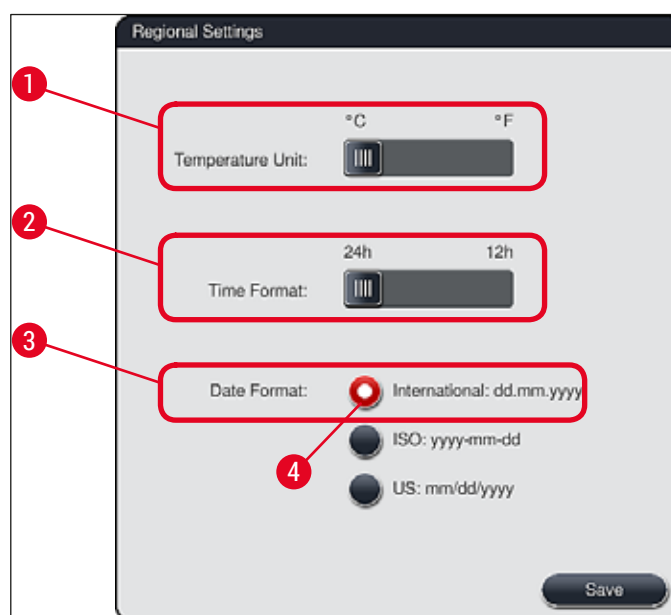 Regional Settings
1
°C °F
Temperature Unit:
2
24h 12h
Time Format:
3
Date Format: International: dd.mm.yyyy
ISO: yyyy-mm-dd
4
US: mm/dd/yyyy
Save